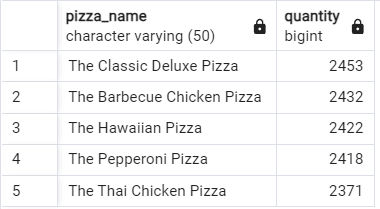 pizza_name quantity
character varying (50) bigint
1 The Classic Deluxe Pizza 2453
2 The Barbecue Chicken Pizza 2432
3 The Hawaiian Pizza 2422
4 The Pepperoni Pizza 2418
5 The Thai Chicken Pizza 2371